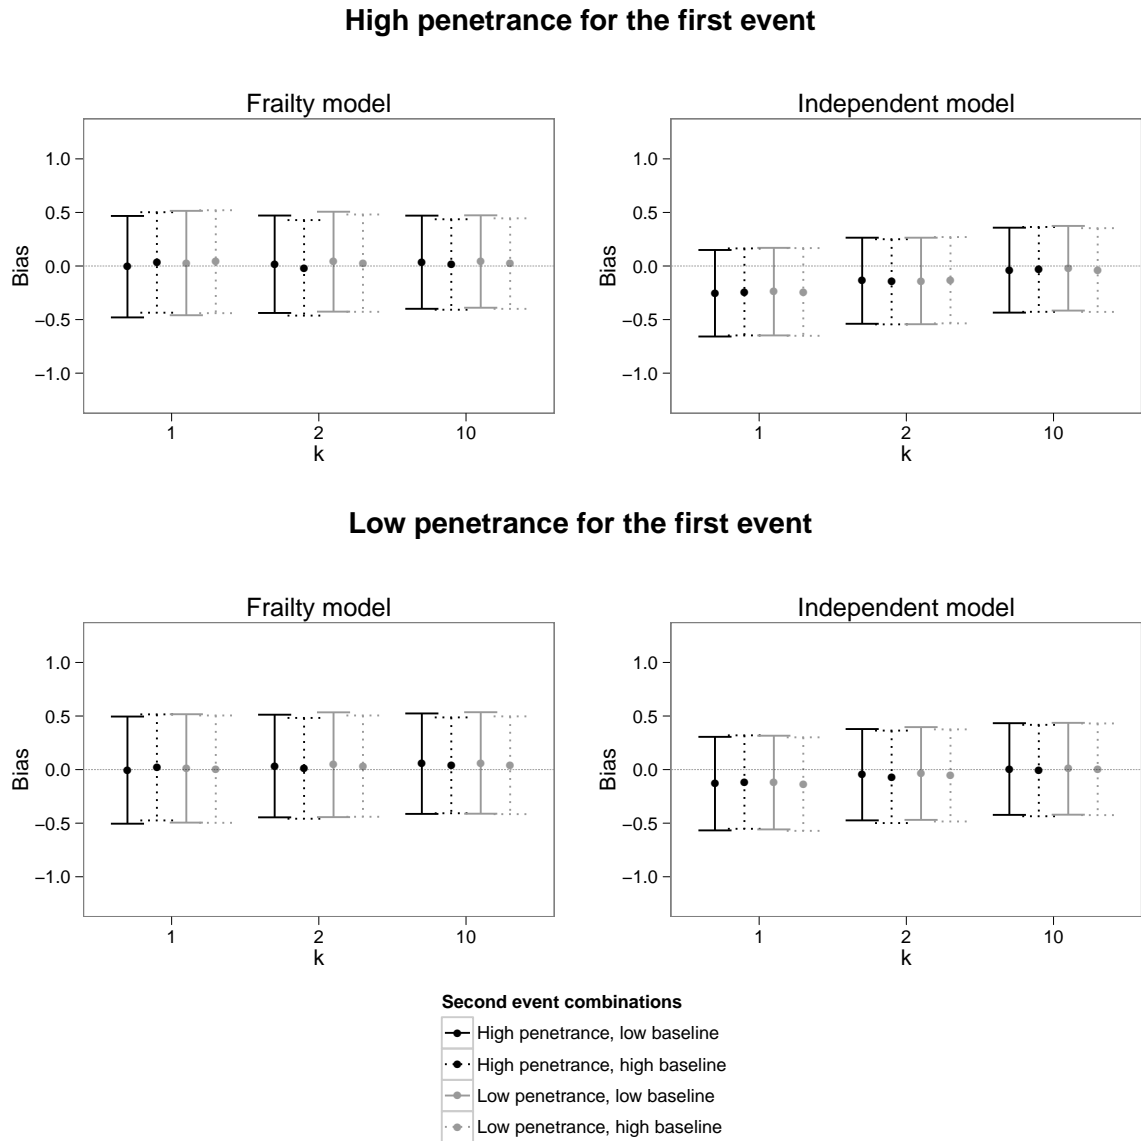 High penetrance for the first event
Frailty model
Independent model
Bias
1.0
0.5
0.0
−0.5
−1.0
1 2 10
k
Bias
1.0
0.5
0.0
−0.5
−1.0
1 2 10
k
Low penetrance for the first event
Frailty model
Independent model
Bias
1.0
0.5
0.0
−0.5
−1.0
1 2 10
k
Bias
1.0
0.5
0.0
−0.5
−1.0
1 2 10
k
Second event combinations
High penetrance, low baseline
High penetrance, high baseline
Low penetrance, low baseline
Low penetrance, high baseline